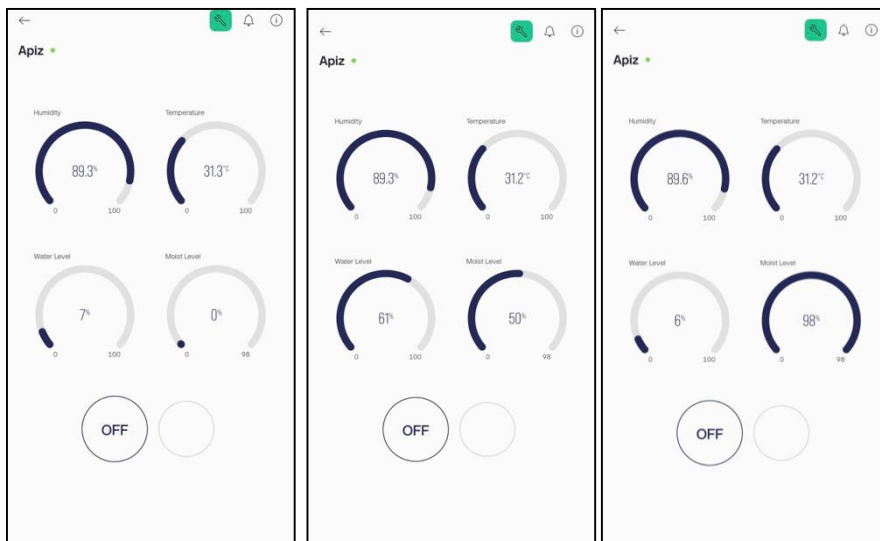 Apiz
Humidity Temperature
89.3% 31.3°C
0 100 0 100
Water Level Moist Level
7% 0%
0 100 0 98
OFF
Apiz
Humidity Temperature
89.3% 31.2°C
0 100 0 100
Water Level Moist Level
61% 50%
0 100 0 98
OFF
Apiz
Humidity Temperature
89.6% 31.2°C
0 100 0 100
Water Level Moist Level
6% 98%
0 100 0 98
OFF